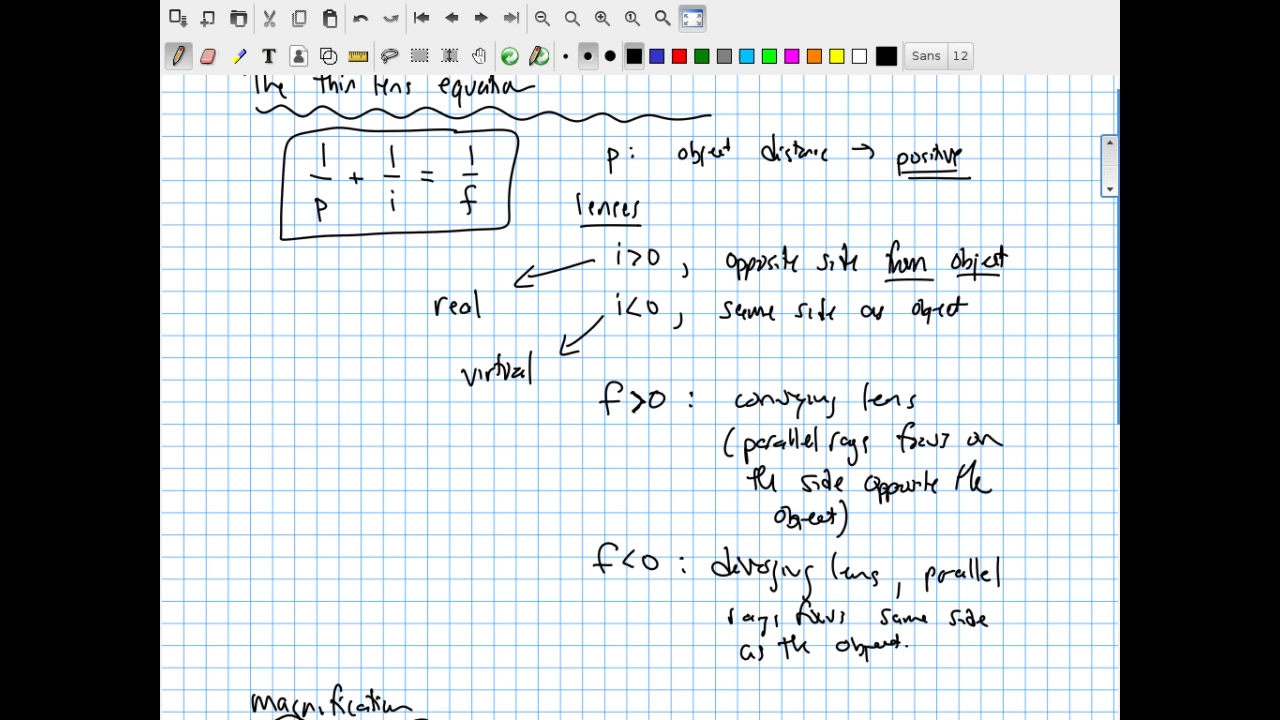 Sans 12
The thin lens equation
1/p + 1/i = 1/f
p: object distance → positive
lenses
i>0, opposite side from object
real
i<0, same side as object
virtual
f>0: converging lens
(parallel rays focus on
the side opposite the
object)
f<0: diverging lens, parallel
rays focus same side
as the object.
magnification